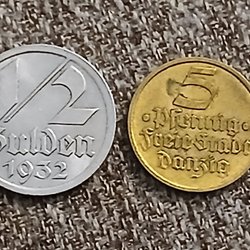 1/2
Gulden
1932
5
Pfennig
Freie Stadt
Danzig